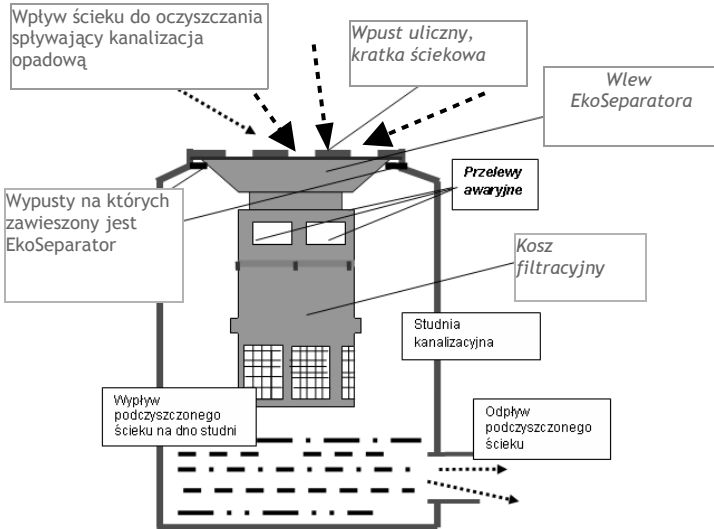 Wpływ ścieku do oczyszczania
spływający kanalizacja
opadową
Wpust uliczny,
kratka ściekowa
Wlew
EkoSeparatora
Przelewy
awaryjne
Wypusty na których
zawieszony jest
EkoSeparator
Kosz
filtracyjny
Studnia
kanalizacyjna
Wypływ
podczyszczonego
ścieku na dno studni
Odpływ
podczyszczonego
ścieku